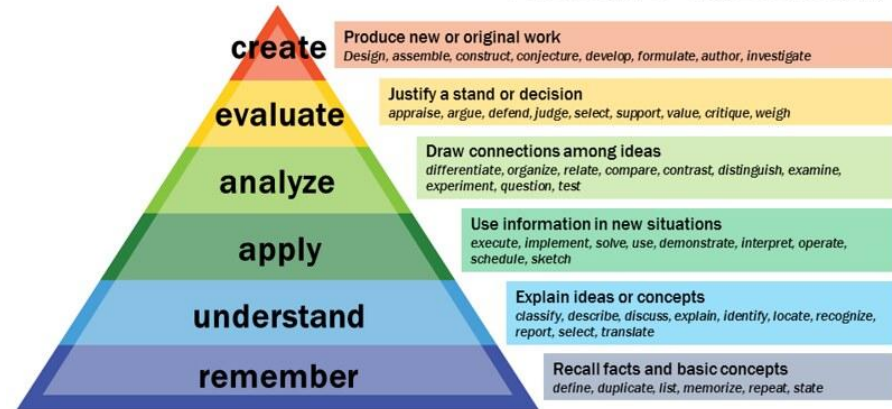 create
Produce new or original work
Design, assemble, construct, conjecture, develop, formulate, author, investigate
evaluate
Justify a stand or decision
appraise, argue, defend, judge, select, support, value, critique, weigh
analyze
Draw connections among ideas
differentiate, organize, relate, compare, contrast, distinguish, examine,
experiment, question, test
apply
Use information in new situations
execute, implement, solve, use, demonstrate, interpret, operate,
schedule, sketch
understand
Explain ideas or concepts
classify, describe, discuss, explain, identify, locate, recognize,
report, select, translate
remember
Recall facts and basic concepts
define, duplicate, list, memorize, repeat, state